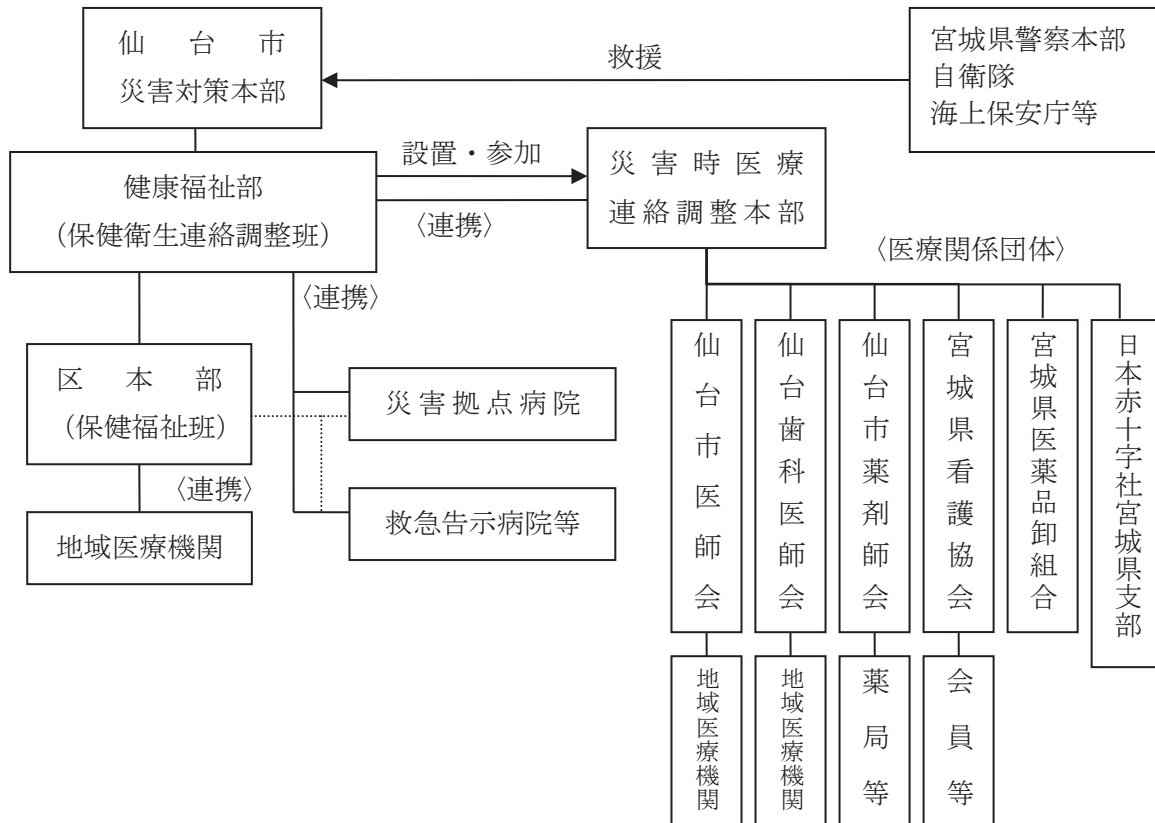 仙台市
災害対策本部
救援
宮城県警察本部
自衛隊
海上保安庁等
健康福祉部
(保健衛生連絡調整班)
設置・参加
〈連携〉
災害時医療
連絡調整本部
〈医療関係団体〉
〈連携〉
区本部
(保健福祉班)
〈連携〉
地域医療機関
災害拠点病院
救急告示病院等
仙台市医師会
仙台歯科医師会
仙台市薬剤師会
宮城県看護協会
宮城県医薬品卸組合
日本赤十字社宮城県支部
地域医療機関
地域医療機関
薬局等
会員等